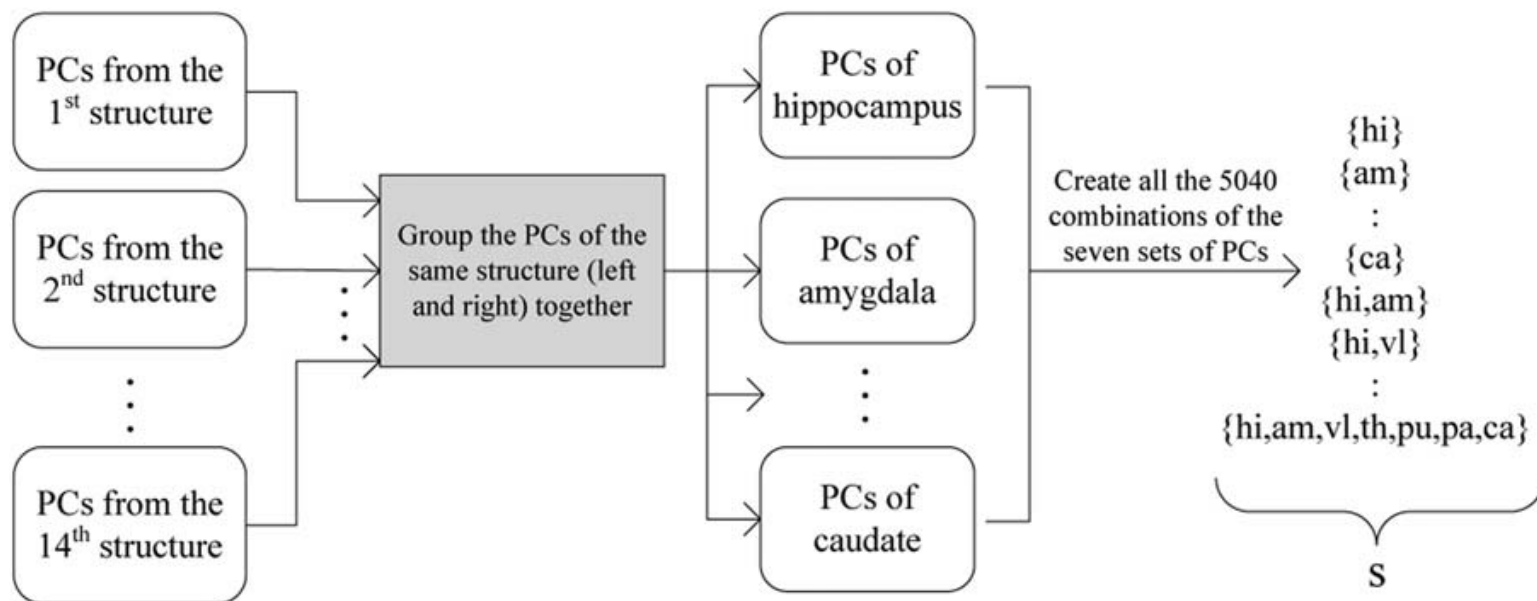 PCs from the
1st structure
PCs from the
2nd structure
PCs from the
14th structure
Group the PCs of the
same structure (left
and right) together
PCs of
hippocampus
PCs of
amygdala
PCs of
caudate
Create all the 5040
combinations of the
seven sets of PCs
{hi}
{am}
:
{ca}
{hi,am}
{hi,vl}
:
{hi,am,vl,th,pu,pa,ca}
S